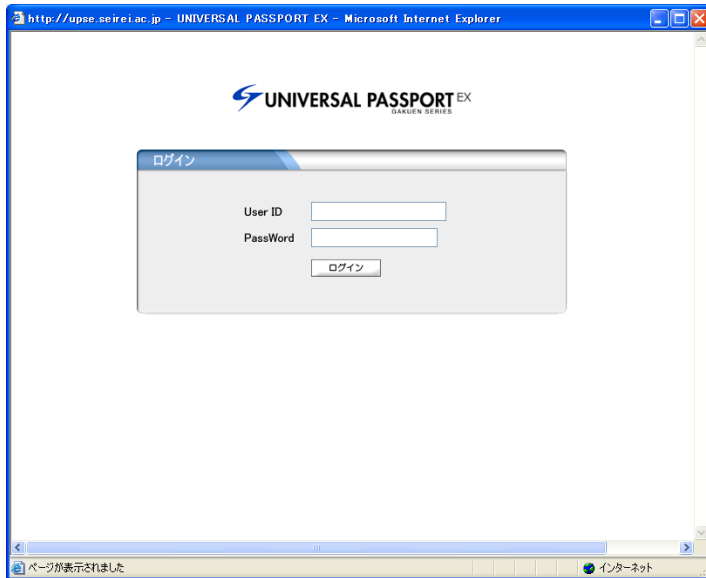 http://upse.seirei.ac.jp - UNIVERSAL PASSPORT EX - Microsoft Internet Explorer
UNIVERSAL PASSPORT EX
GAKUEN SERIES
ログイン
User ID
PassWord
ログイン
ページが表示されました インターネット